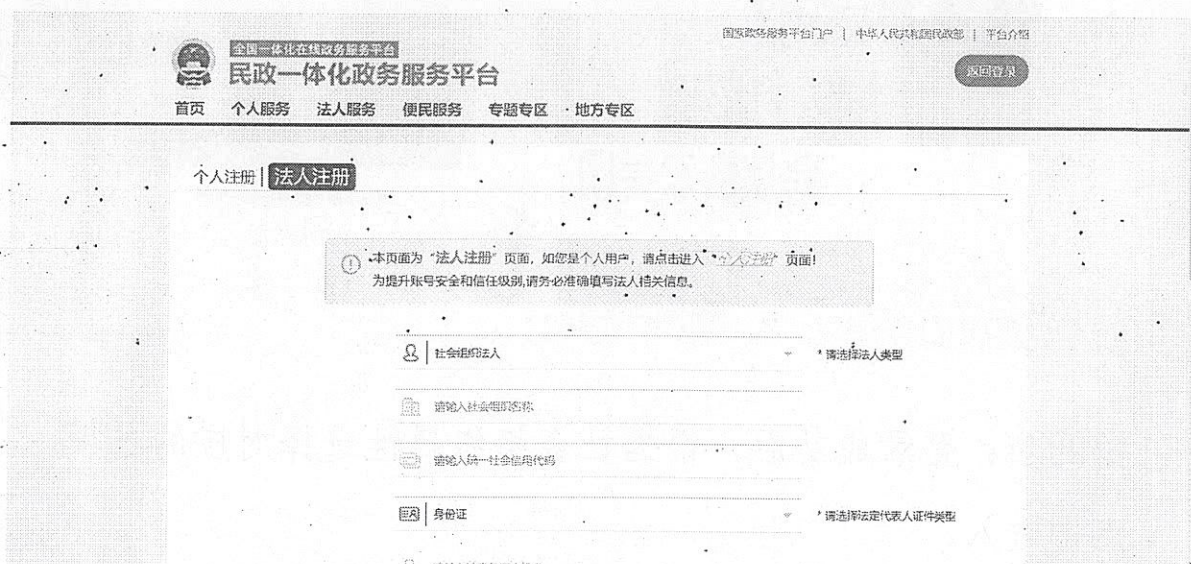 国家政务服务平台门户 | 中华人民共和国民政部 | 平台介绍
全国一体化在线政务服务平台
民政一体化政务服务平台
返回登录
首页 个人服务 法人服务 便民服务 专题专区 地方专区
个人注册 | 法人注册
本页面为“法人注册”页面，如您是个人用户，请点击进入“个人注册”页面！
为提升账号安全和信任级别,请务必准确填写法人相关信息。
社会组织法人
* 请选择法人类型
请输入社会组织名称
请输入统一社会信用代码
身份证
* 请选择法定代表人证件类型